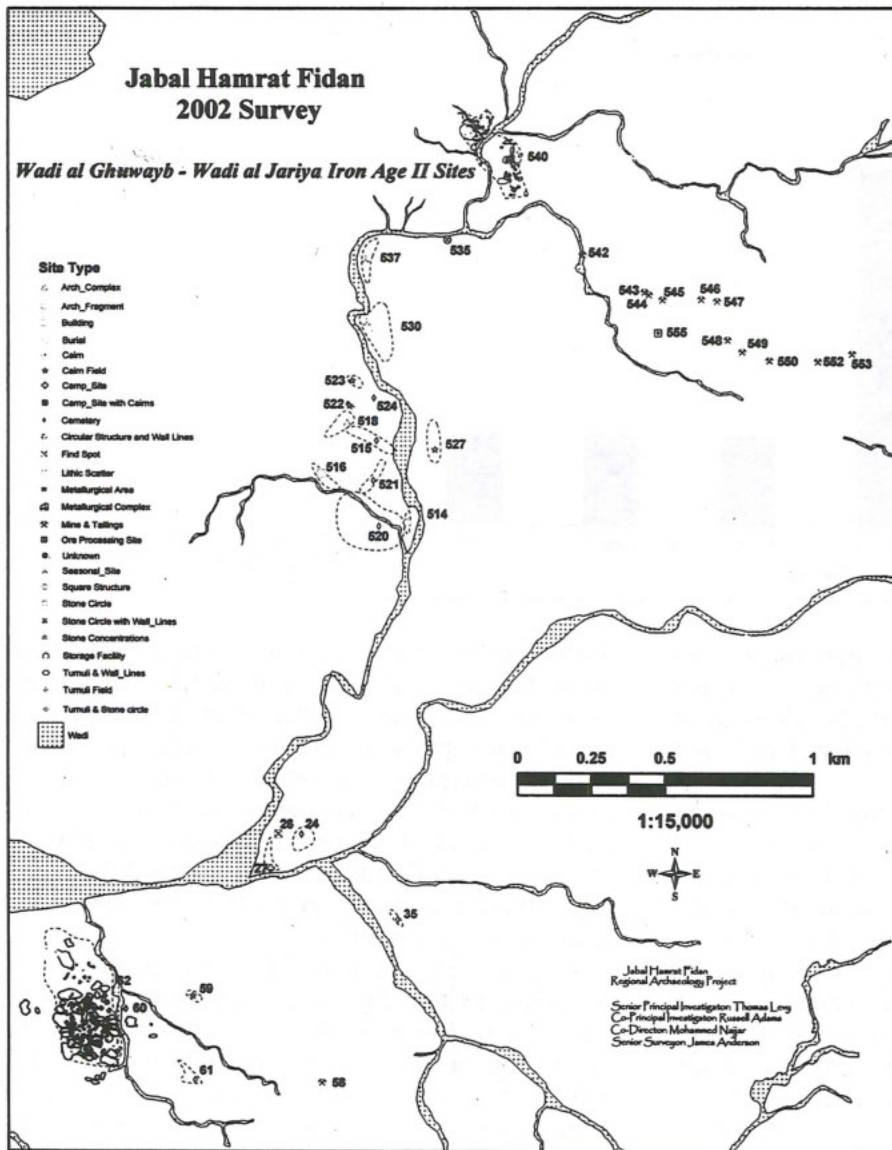 Jabal Hamrat Fidan
2002 Survey
Wadi al Ghuwayb - Wadi al Jariya Iron Age II Sites
540
535
537
542
543
544
545
546
547
555
548
549
550
552
553
530
523
524
522
518
515
527
516
521
514
520
Site Type
Arch_Complex
Arch_Fragment
Building
Burial
Cairn
Cairn Field
Camp_Site
Camp_Site with Cairns
Cemetery
Circular Structure and Wall Lines
Find Spot
Lithic Scatter
Metallurgical Area
Metallurgical Complex
Mine & Tailings
Ore Processing Site
Unknown
Seasonal_Site
Square Structure
Stone Circle
Stone Circle with Wall_Lines
Stone Concentrations
Storage Facility
Tumuli & Wall_Lines
Tumuli Field
Tumuli & Stone circle
Wadi
0 0.25 0.5 1 km
1:15,000
N
W E
S
26
24
27
35
59
62
60
61
58
Jabal Hamrat Fidan
Regional Archaeology Project
Senior Principal Investigator: Thomas Levy
Co-Principal Investigator: Russell Adams
Co-Director: Mohammed Najjar
Senior Surveyor: James Anderson